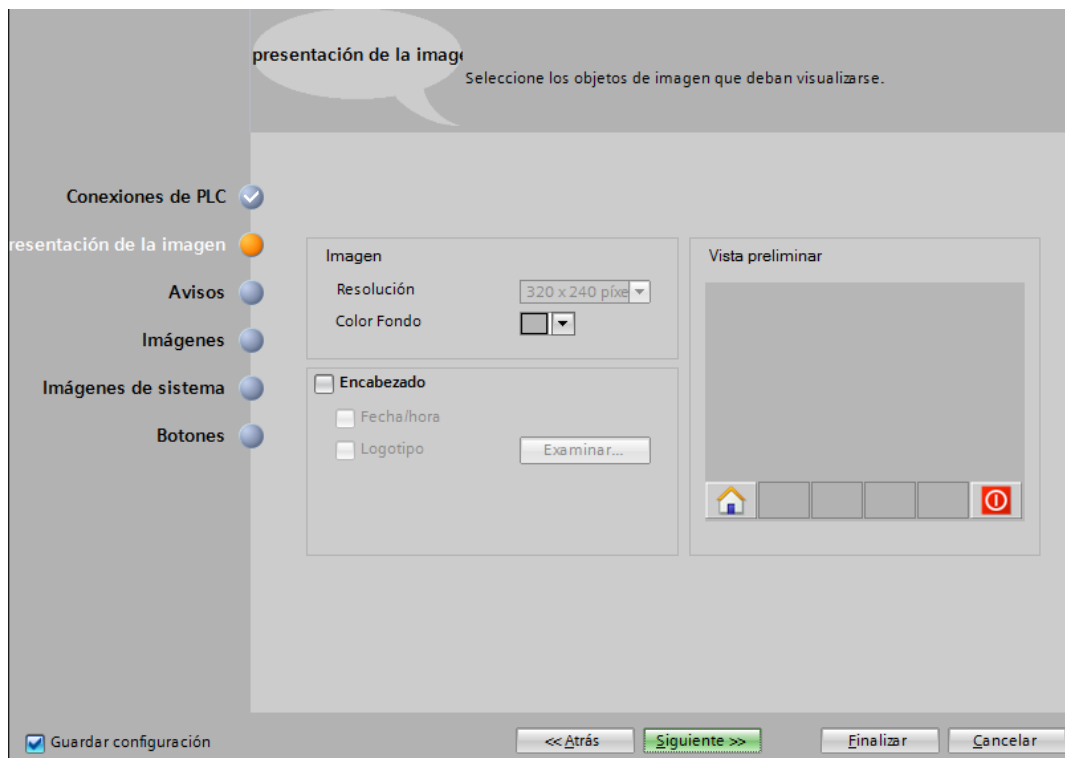 presentación de la image
Seleccione los objetos de imagen que deban visualizarse.
Conexiones de PLC
resentación de la imagen
Avisos
Imágenes
Imágenes de sistema
Botones
Imagen
Resolución
320 x 240 píxe
Color Fondo
Encabezado
Fecha/hora
Logotipo
Examinar...
Vista preliminar
Guardar configuración
<< Atrás
Siguiente >>
Finalizar
Cancelar